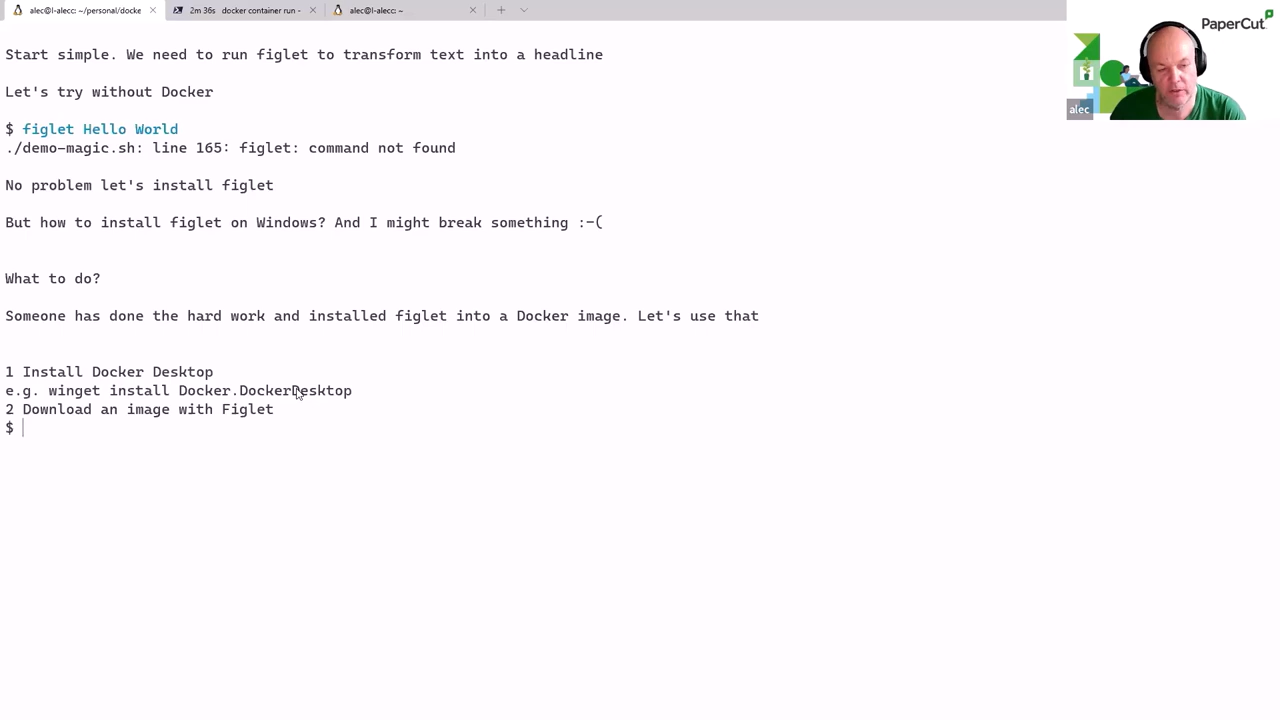 alec@l-alecc: ~/personal/docke
2m 36s docker container run -
alec@l-alecc: ~
PaperCut
alec
Start simple. We need to run figlet to transform text into a headline
Let's try without Docker
$ figlet Hello World
./demo-magic.sh: line 165: figlet: command not found
No problem let's install figlet
But how to install figlet on Windows? And I might break something :-(
What to do?
Someone has done the hard work and installed figlet into a Docker image. Let's use that
1 Install Docker Desktop
e.g. winget install Docker.DockerDesktop
2 Download an image with Figlet
$